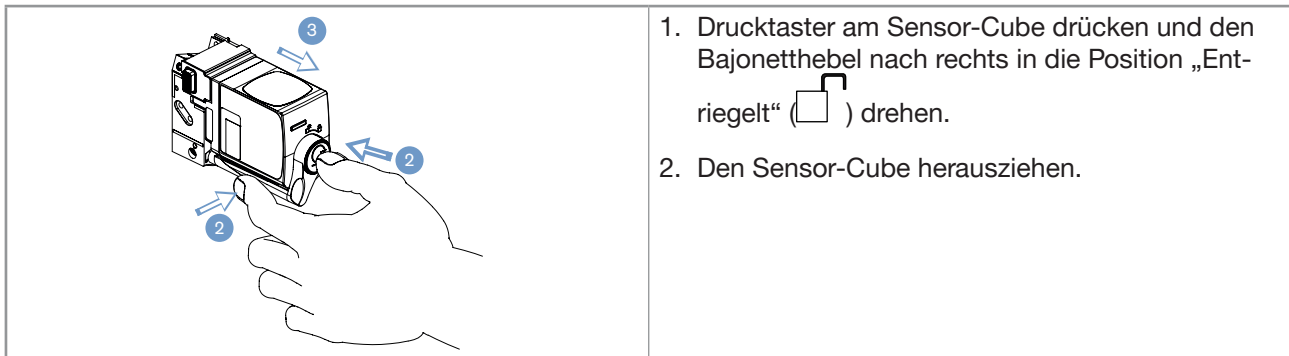 3
2
2
1. Drucktaster am Sensor-Cube drücken und den
Bajonetthebel nach rechts in die Position „Ent-
riegelt“ ( ) drehen.
2. Den Sensor-Cube herausziehen.